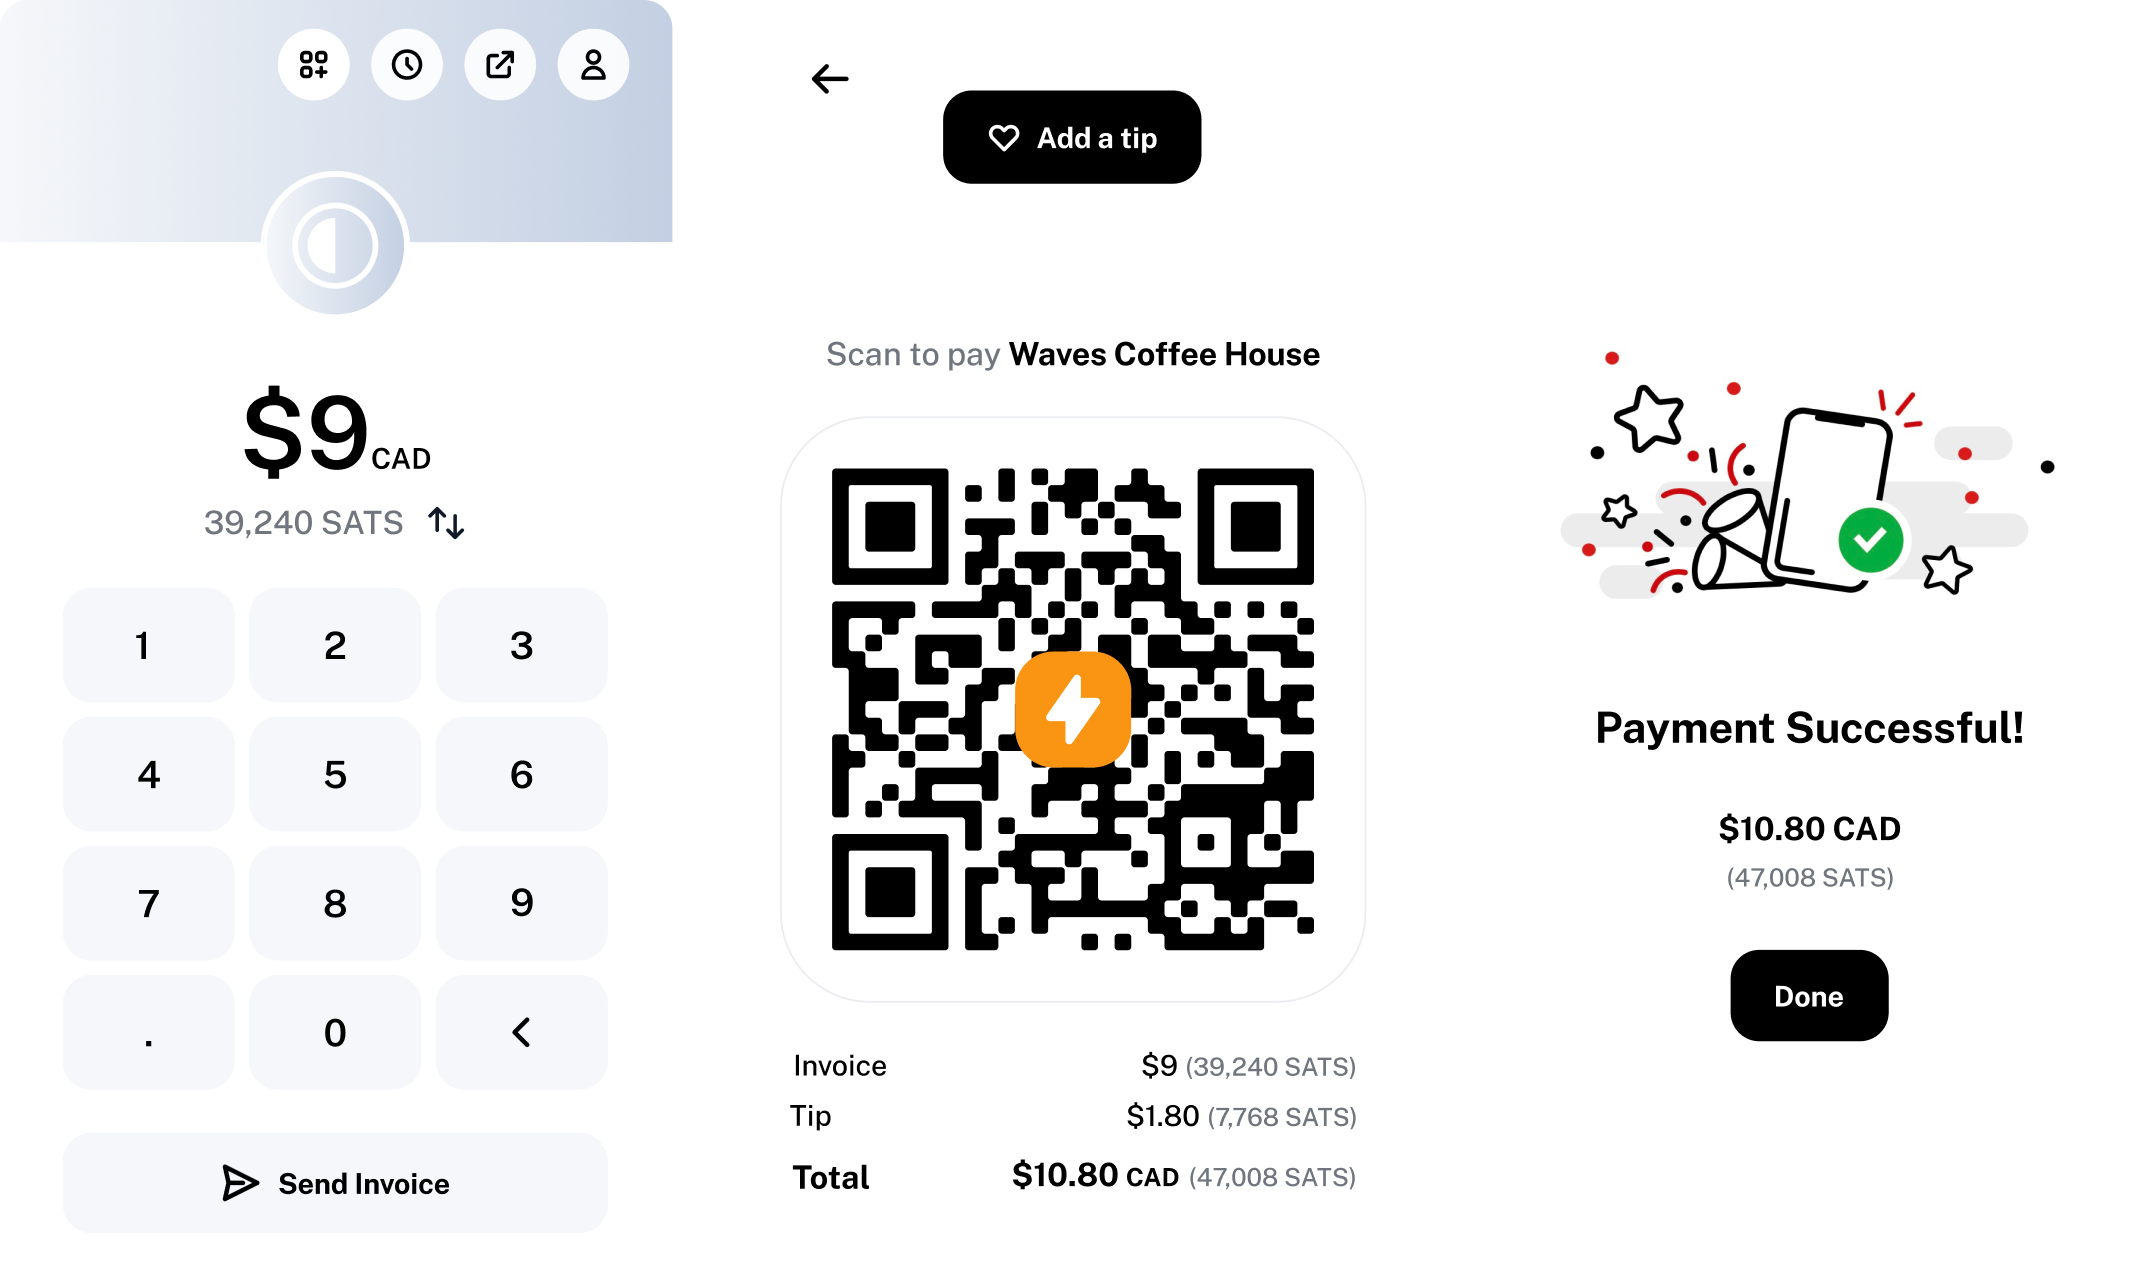 $9 CAD
39,240 SATS
1 2 3
4 5 6
7 8 9
. 0
Send Invoice
Add a tip
Scan to pay Waves Coffee House
Invoice $9 (39,240 SATS)
Tip $1.80 (7,768 SATS)
Total $10.80 CAD (47,008 SATS)
Payment Successful!
$10.80 CAD
(47,008 SATS)
Done